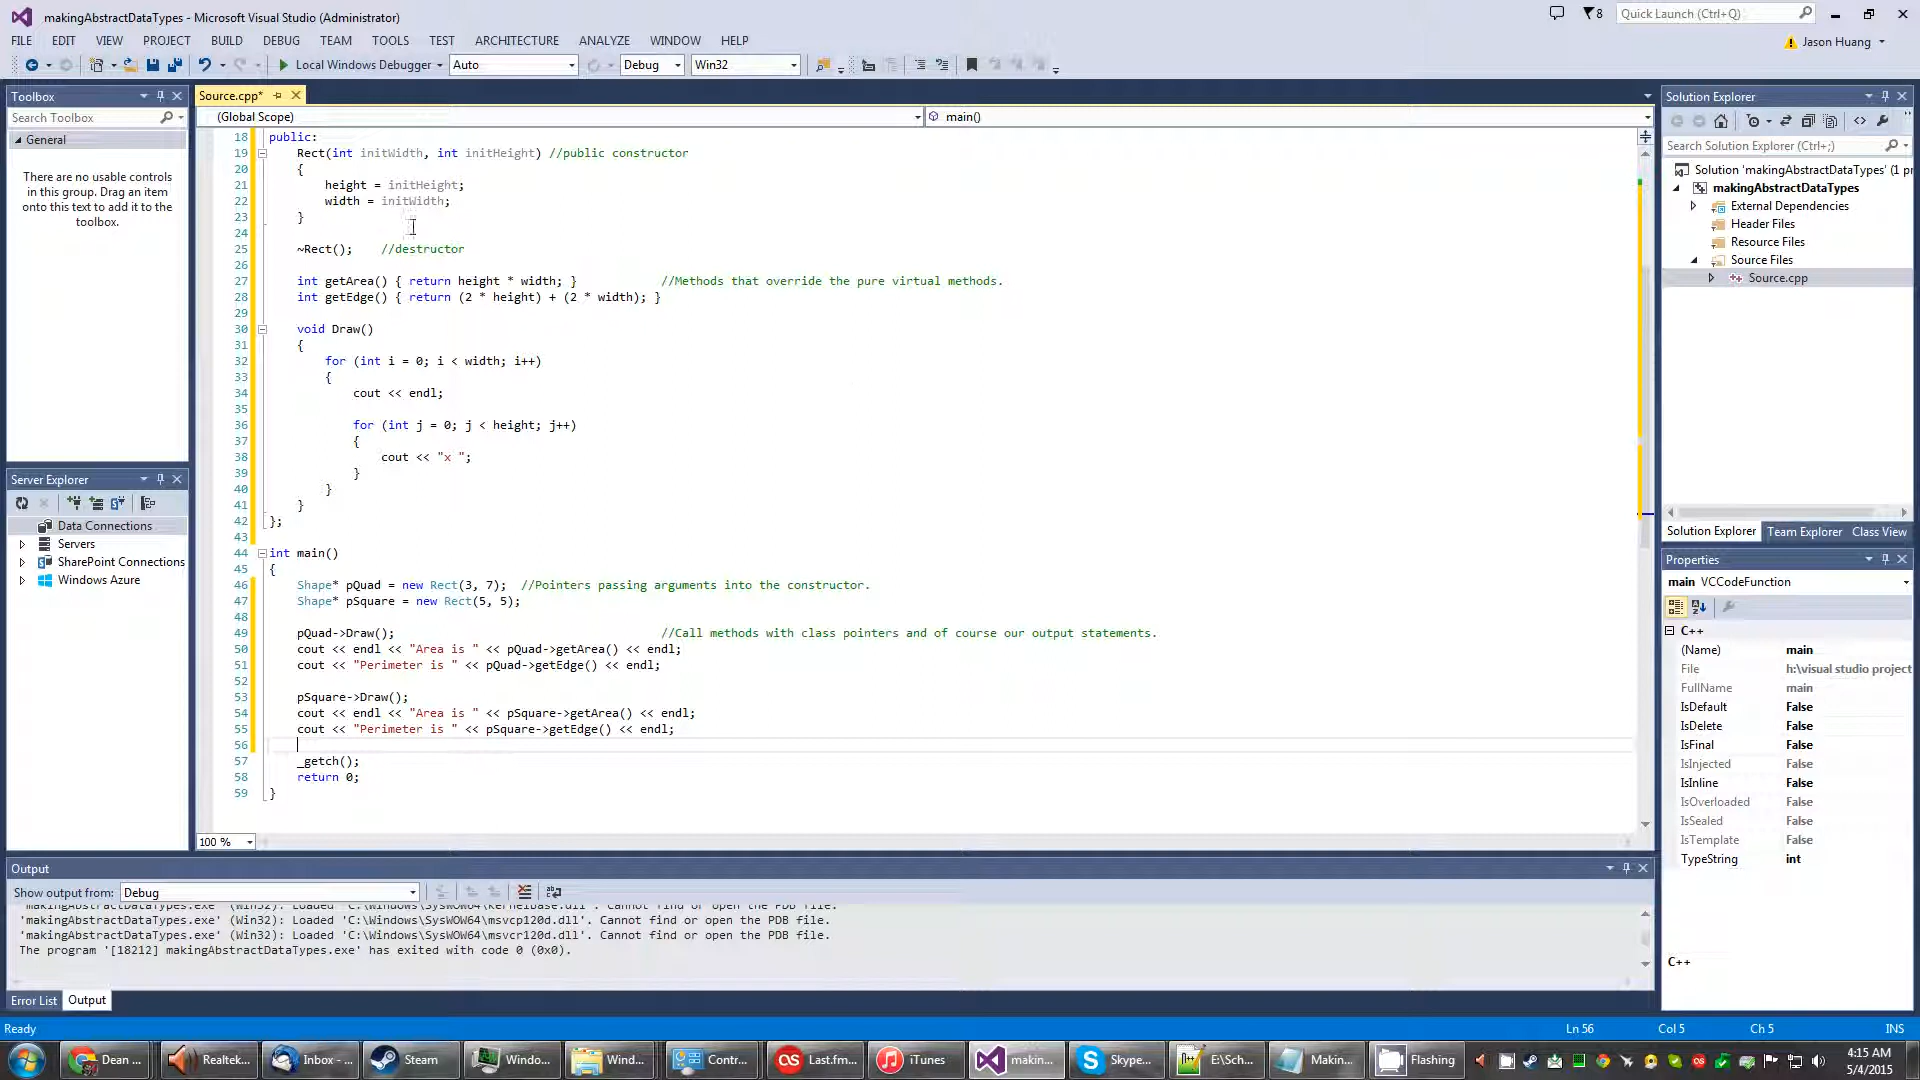 makingAbstractDataTypes - Microsoft Visual Studio (Administrator)
8
Quick Launch (Ctrl+Q)
FILE EDIT VIEW PROJECT BUILD DEBUG TEAM TOOLS TEST ARCHITECTURE ANALYZE WINDOW HELP
Jason Huang
Local Windows Debugger Auto Debug Win32
Toolbox
Search Toolbox
General
There are no usable controls
in this group. Drag an item
onto this text to add it to the
toolbox.
Server Explorer
Data Connections
Servers
SharePoint Connections
Windows Azure
Source.cpp*
(Global Scope) main()
18 public:
19 Rect(int initWidth, int initHeight) //public constructor
20 {
21 height = initHeight;
22 width = initWidth;
23 }
24
25 ~Rect(); //destructor
26
27 int getArea() { return height * width; } //Methods that override the pure virtual methods.
28 int getEdge() { return (2 * height) + (2 * width); }
29
30 void Draw()
31 {
32 for (int i = 0; i < width; i++)
33 {
34 cout << endl;
35
36 for (int j = 0; j < height; j++)
37 {
38 cout << "x ";
39 }
40 }
41 }
42 };
43
44 int main()
45 {
46 Shape* pQuad = new Rect(3, 7); //Pointers passing arguments into the constructor.
47 Shape* pSquare = new Rect(5, 5);
48
49 pQuad->Draw(); //Call methods with class pointers and of course our output statements.
50 cout << endl << "Area is " << pQuad->getArea() << endl;
51 cout << "Perimeter is " << pQuad->getEdge() << endl;
52
53 pSquare->Draw();
54 cout << endl << "Area is " << pSquare->getArea() << endl;
55 cout << "Perimeter is " << pSquare->getEdge() << endl;
56
57 _getch();
58 return 0;
59 }
100 %
Solution Explorer
Search Solution Explorer (Ctrl+;)
Solution 'makingAbstractDataTypes' (1 pr
makingAbstractDataTypes
External Dependencies
Header Files
Resource Files
Source Files
Source.cpp
Solution Explorer Team Explorer Class View
Properties
main VCCodeFunction
C++
(Name) main
File h:\visual studio project
FullName main
IsDefault False
IsDelete False
IsFinal False
IsInjected False
IsInline False
IsOverloaded False
IsSealed False
IsTemplate False
TypeString int
C++
Output
Show output from: Debug
'makingAbstractDataTypes.exe' (Win32): Loaded 'C:\Windows\SysWOW64\KernelBase.dll'. Cannot find or open the PDB file.
'makingAbstractDataTypes.exe' (Win32): Loaded 'C:\Windows\SysWOW64\msvcp120d.dll'. Cannot find or open the PDB file.
'makingAbstractDataTypes.exe' (Win32): Loaded 'C:\Windows\SysWOW64\msvcr120d.dll'. Cannot find or open the PDB file.
The program '[18212] makingAbstractDataTypes.exe' has exited with code 0 (0x0).
Error List Output
Ready Ln 56 Col 5 Ch 5 INS
Dean ... Realtek... Inbox - ... Steam Windo... Wind... Contr... Last.fm... iTunes makin... Skype... E:\Sch... Makin... Flashing
4:15 AM
5/4/2015